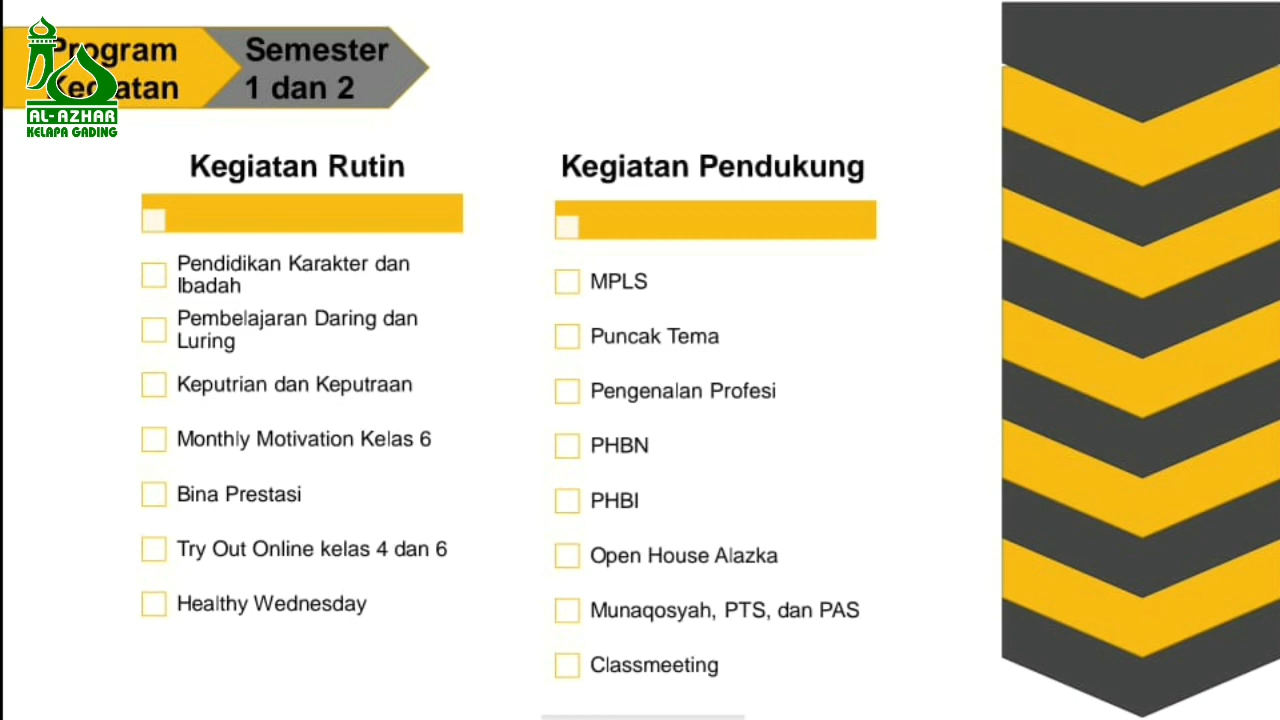 Program
Kegiatan
Semester
1 dan 2
AL-AZHAR
KELAPA GADING
Kegiatan Rutin
Pendidikan Karakter dan
Ibadah
Pembelajaran Daring dan
Luring
Keputrian dan Keputraan
Monthly Motivation Kelas 6
Bina Prestasi
Try Out Online kelas 4 dan 6
Healthy Wednesday
Kegiatan Pendukung
MPLS
Puncak Tema
Pengenalan Profesi
PHBN
PHBI
Open House Alazka
Munaqosyah, PTS, dan PAS
Classmeeting